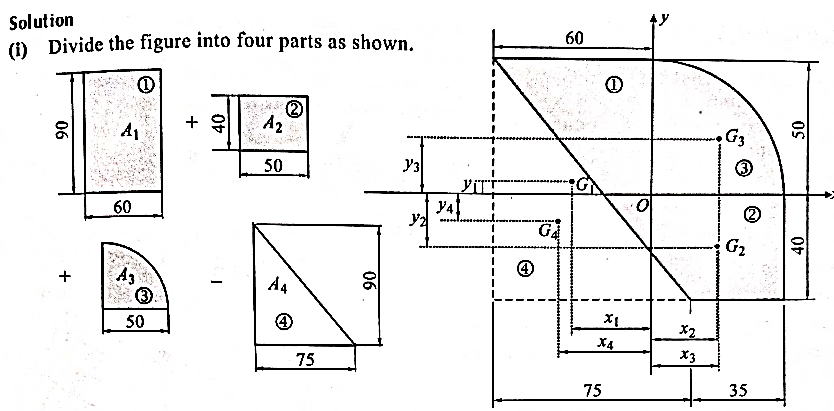 Solution
(i) Divide the figure into four parts as shown.
60
y
①
90
A₁
60
+
40
②
A₂
50
+
A₃
③
50
−
A₄
④
90
75
①
G₃
50
③
y₃
y₁
G₁
O
②
y₂
y₄
G₄
G₂
40
④
x₁
x₂
x₄
x₃
75
35